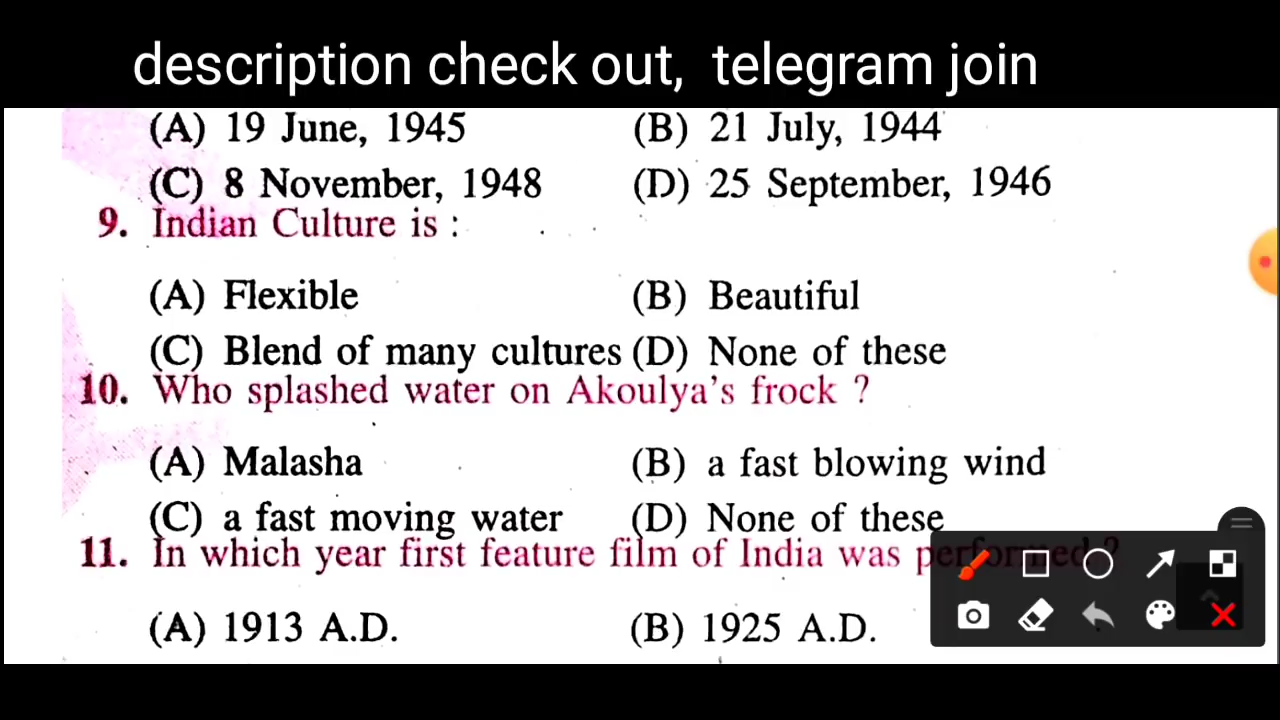 description check out, telegram join
(A) 19 June, 1945 (B) 21 July, 1944
(C) 8 November, 1948 (D) 25 September, 1946
9. Indian Culture is :
(A) Flexible (B) Beautiful
(C) Blend of many cultures (D) None of these
10. Who splashed water on Akoulya's frock ?
(A) Malasha (B) a fast blowing wind
(C) a fast moving water (D) None of these
11. In which year first feature film of India was performed ?
(A) 1913 A.D. (B) 1925 A.D.